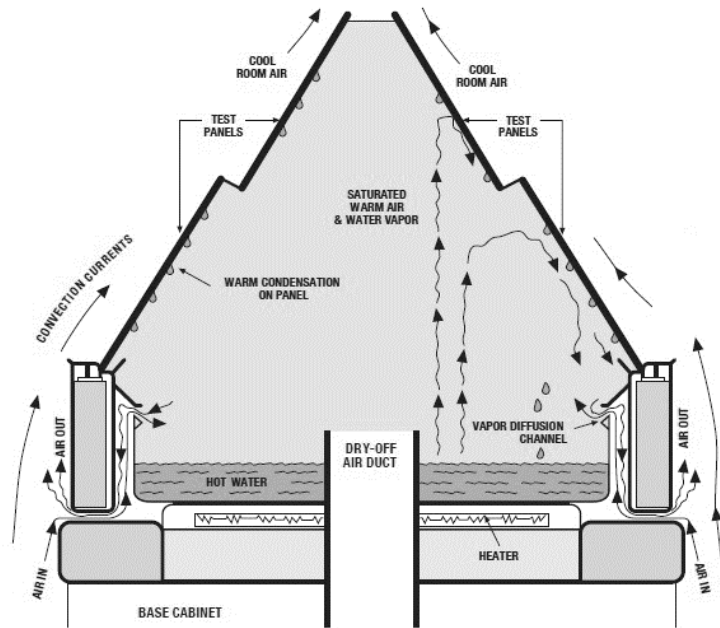 COOL
ROOM AIR
COOL
ROOM AIR
TEST
PANELS
TEST
PANELS
SATURATED
WARM AIR
& WATER VAPOR
CONVECTION CURRENTS
WARM CONDENSATION
ON PANEL
AIR OUT
VAPOR DIFFUSION
CHANNEL
AIR OUT
DRY-OFF
AIR DUCT
HOT WATER
HEATER
AIR IN
AIR IN
BASE CABINET